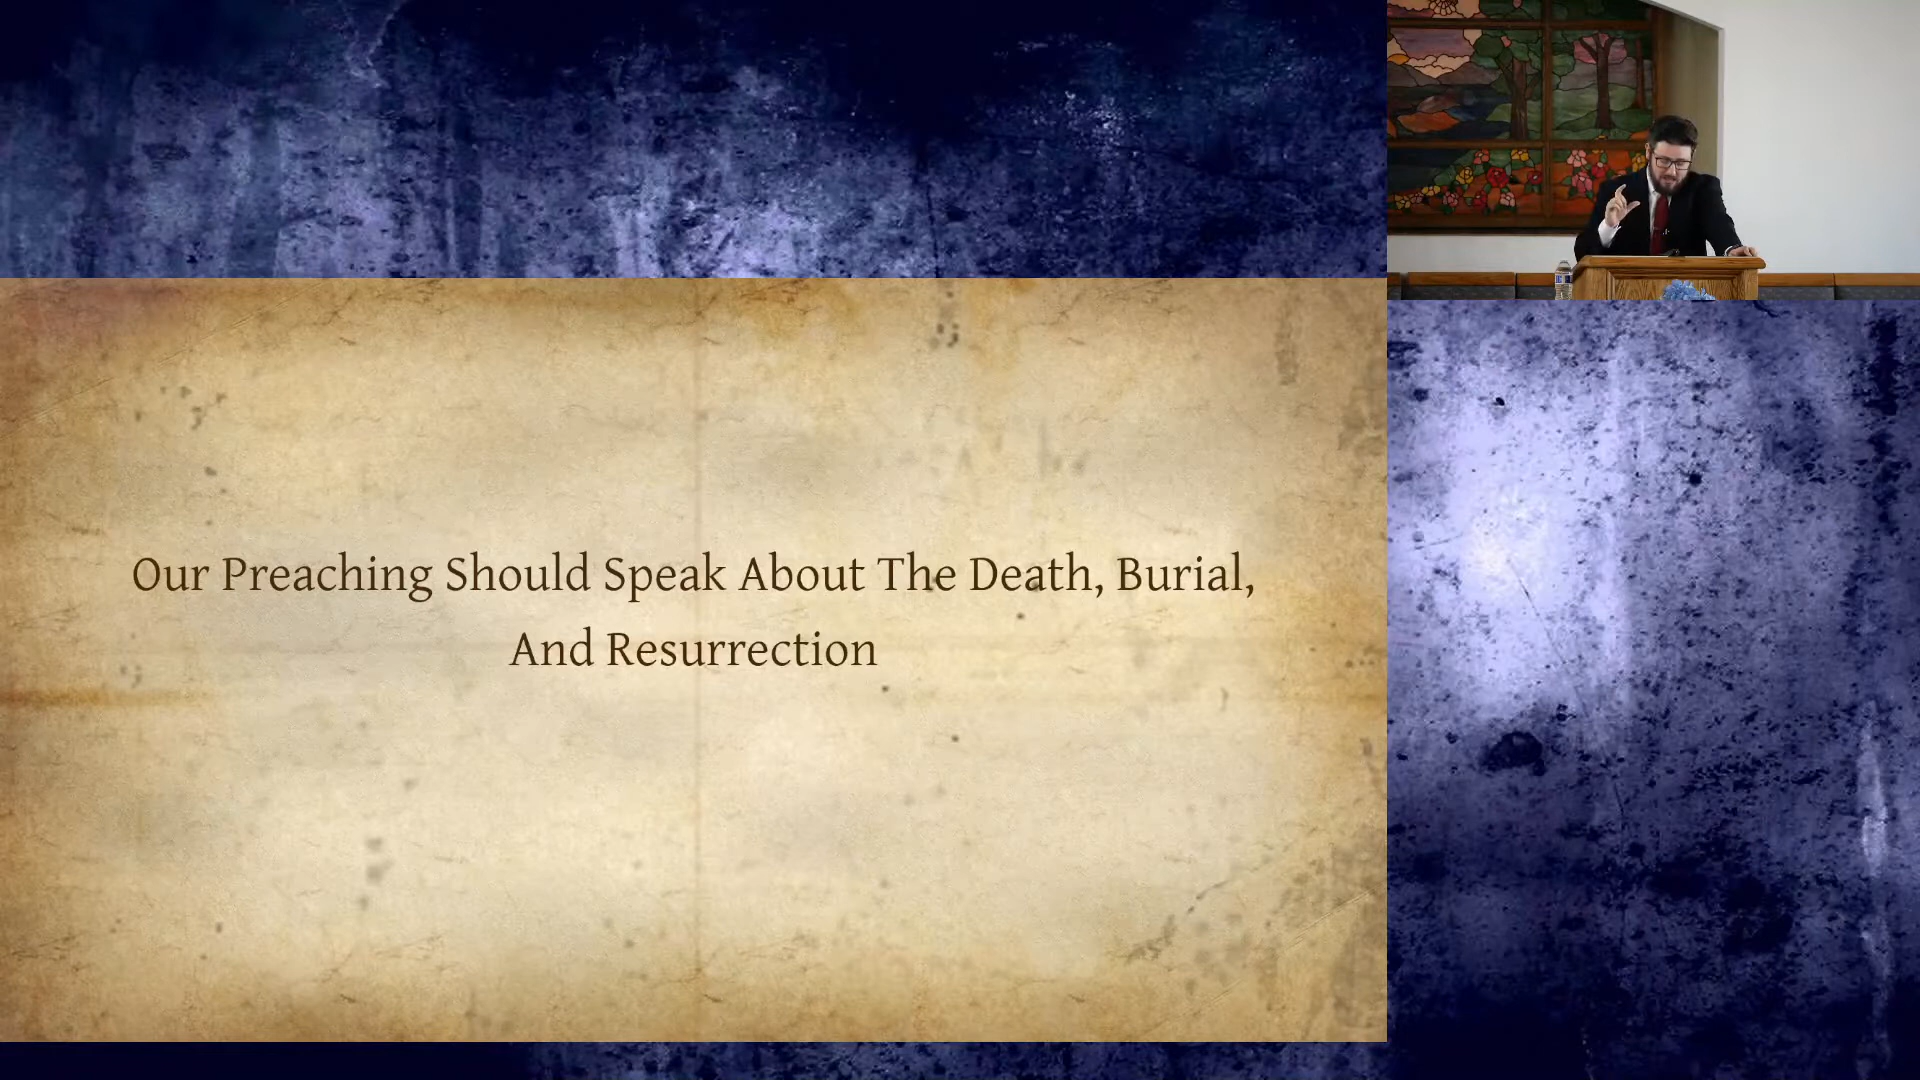 Our Preaching Should Speak About The Death, Burial,
And Resurrection